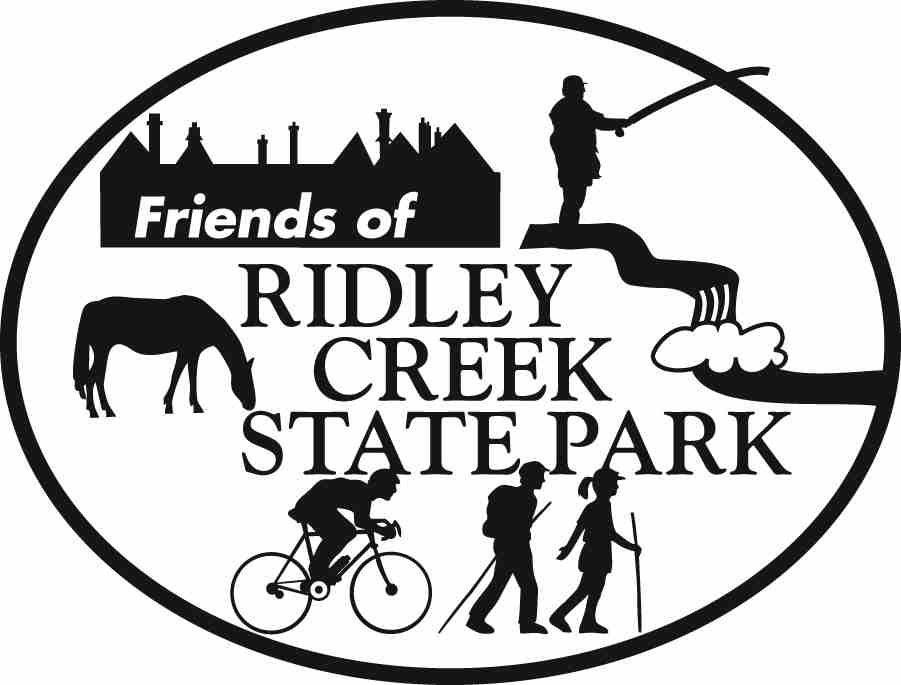 Friends of
RIDLEY
CREEK
STATE PARK